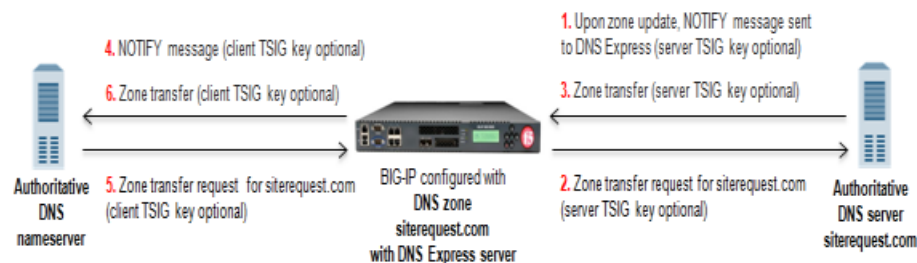 1. Upon zone update, NOTIFY message sent
to DNS Express (server TSIG key optional)
4. NOTIFY message (client TSIG key optional)
6. Zone transfer (client TSIG key optional)
3. Zone transfer (server TSIG key optional)
f5
Authoritative
DNS
nameserver
5. Zone transfer request for siterequest.com
(client TSIG key optional)
BIG-IP configured with
DNS zone
siterequest.com
with DNS Express server
2. Zone transfer request for siterequest.com
(server TSIG key optional)
Authoritative
DNS server
siterequest.com